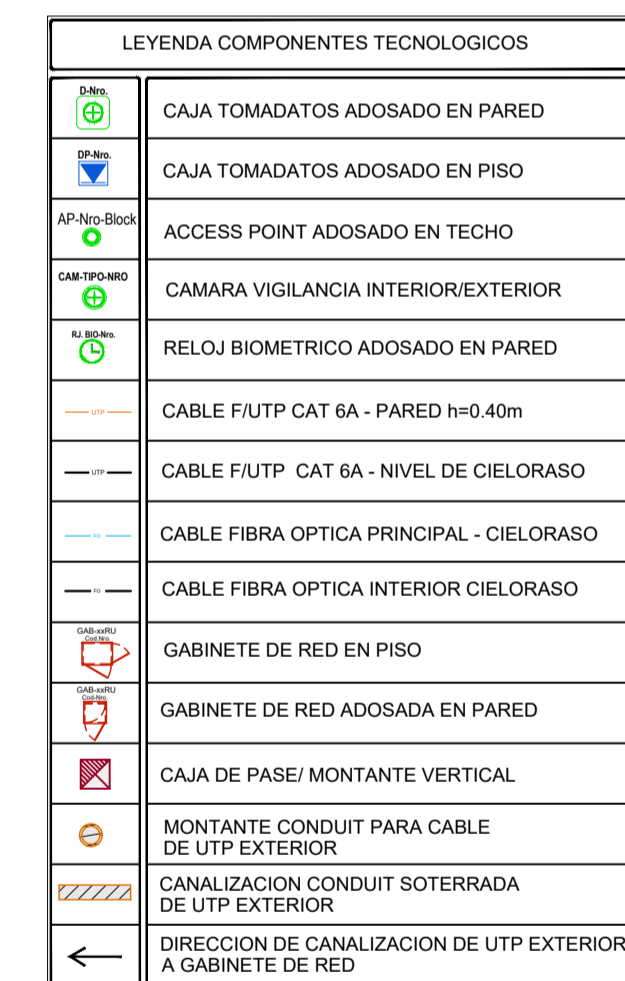 LEYENDA COMPONENTES TECNOLOGICOS
D-Nro.
CAJA TOMADATOS ADOSADO EN PARED
DP-Nro.
CAJA TOMADATOS ADOSADO EN PISO
AP-Nro-Block
ACCESS POINT ADOSADO EN TECHO
CAM-TIPO-NRO
CAMARA VIGILANCIA INTERIOR/EXTERIOR
RJ. BIO-Nro.
RELOJ BIOMETRICO ADOSADO EN PARED
UTP
CABLE F/UTP CAT 6A - PARED h=0.40m
UTP
CABLE F/UTP CAT 6A - NIVEL DE CIELORASO
FO
CABLE FIBRA OPTICA PRINCIPAL - CIELORASO
FO
CABLE FIBRA OPTICA INTERIOR CIELORASO
GAB-xxRU
Cod.Nro.
GABINETE DE RED EN PISO
GAB-xxRU
Cod-Nro.
GABINETE DE RED ADOSADA EN PARED
CAJA DE PASE/ MONTANTE VERTICAL
MONTANTE CONDUIT PARA CABLE
DE UTP EXTERIOR
CANALIZACION CONDUIT SOTERRADA
DE UTP EXTERIOR
DIRECCION DE CANALIZACION DE UTP EXTERIOR
A GABINETE DE RED